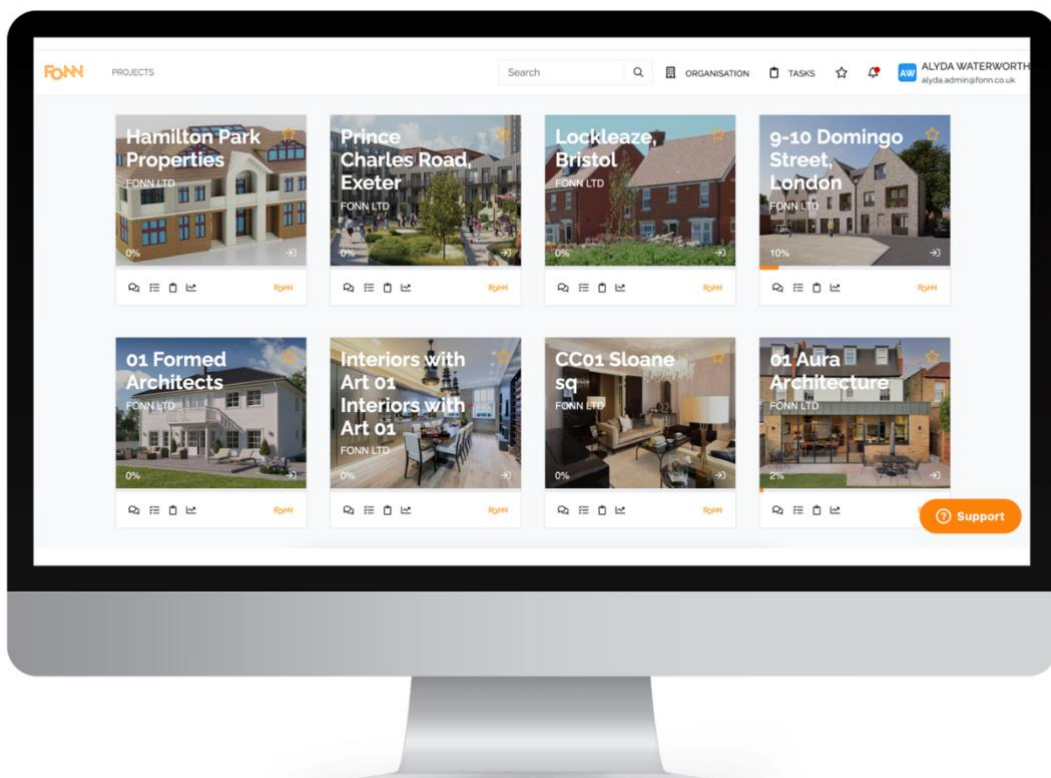 FONN
PROJECTS
Search
ORGANISATION
TASKS
AW
ALYDA WATERWORTH
alyda.admin@fonn.co.uk
Hamilton Park
Properties
FONN LTD
0%
FONN
Prince
Charles Road,
Exeter
FONN LTD
0%
FONN
Lockleaze,
Bristol
FONN LTD
0%
FONN
9-10 Domingo
Street,
London
FONN LTD
10%
FONN
01 Formed
Architects
FONN LTD
0%
FONN
Interiors with
Art 01
Interiors with
Art 01
FONN LTD
0%
FONN
CC01 Sloane
sq
FONN LTD
0%
FONN
01 Aura
Architecture
FONN LTD
2%
Support